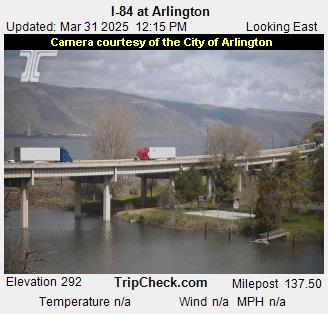 I-84 at Arlington
Updated: Mar 31 2025 12:15 PM Looking East
Camera courtesy of the City of Arlington
Elevation 292 TripCheck.com Milepost 137.50
Temperature n/a Wind n/a MPH n/a